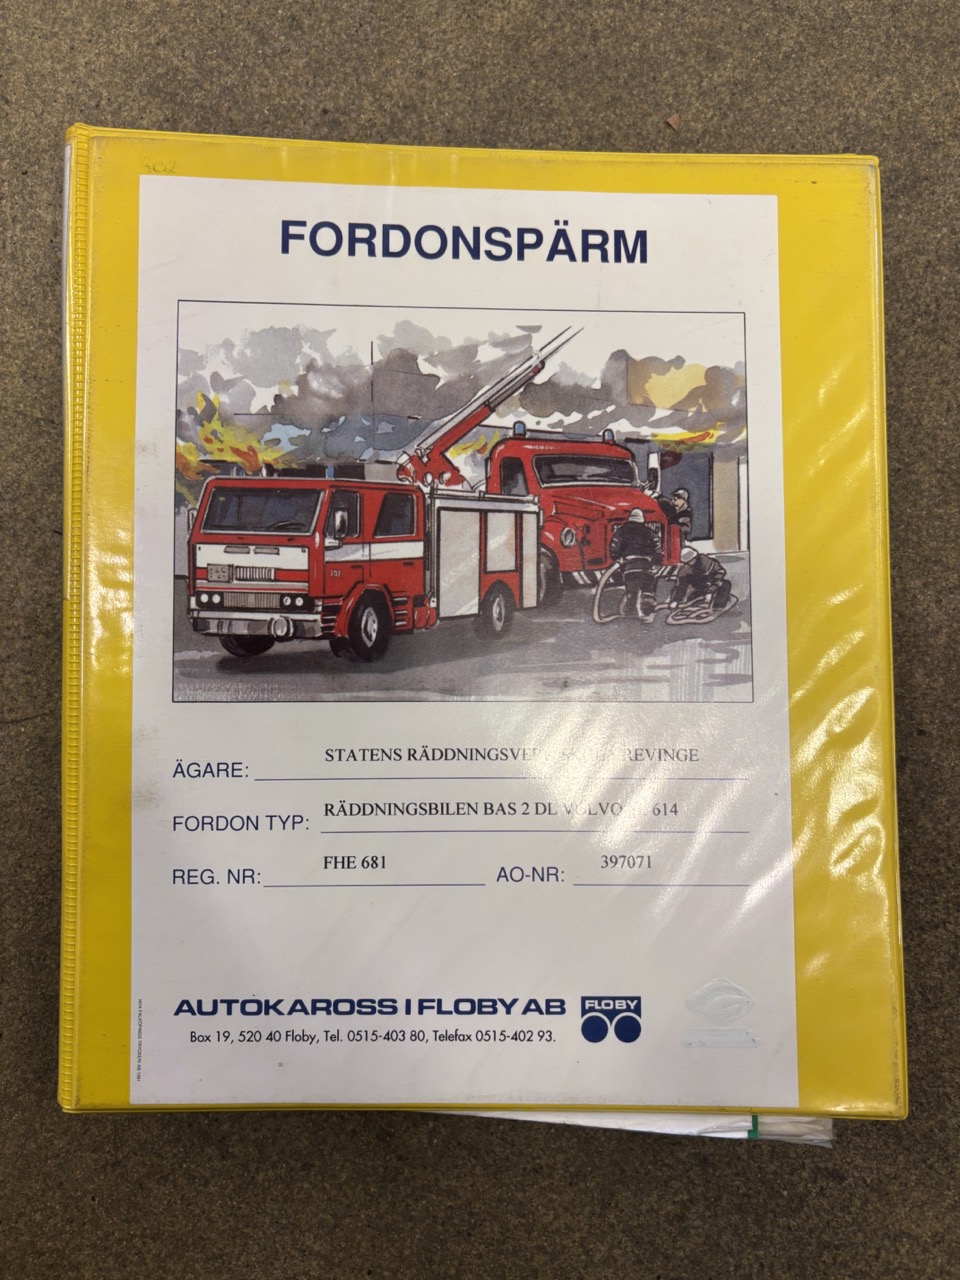 FORDONSPÄRM
ÄGARE: STATENS REVINGE
FORDON TYP: RÄDDNINGSBILEN BAS 2 DL VOLVO 614
REG. NR: FHE 681 AO-NR: 397071
AUTOKAROSS I FLOBY AB FLOBY
Box 19, 520 40 Floby, Tel. 0515-403 80, Telefax 0515-402 93.